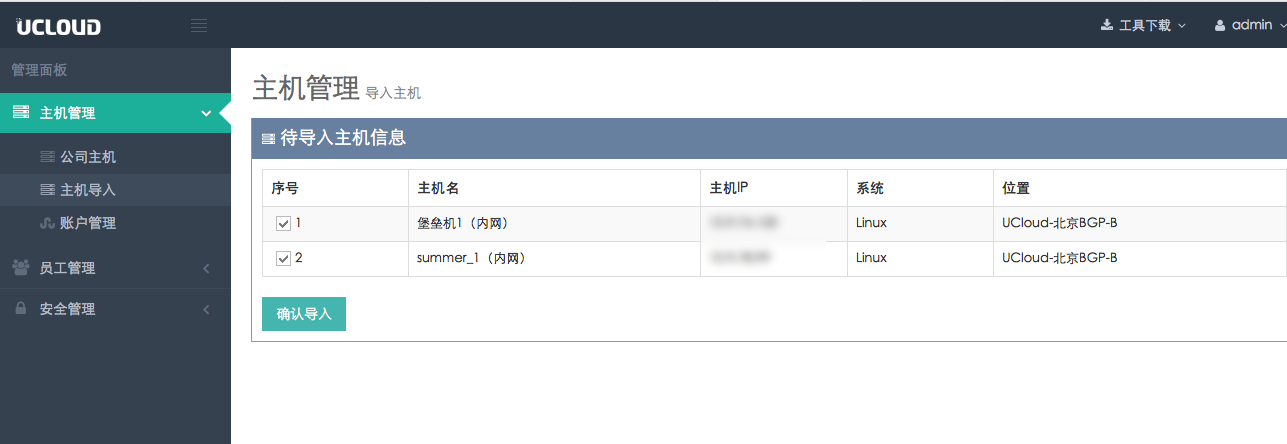 UCLOUD
工具下载
admin
管理面板
主机管理
公司主机
主机导入
账户管理
员工管理
安全管理
主机管理 导入主机
待导入主机信息
序号 主机名 主机IP 系统 位置
1 堡垒机1（内网） Linux UCloud-北京BGP-B
2 summer_1（内网） Linux UCloud-北京BGP-B
确认导入